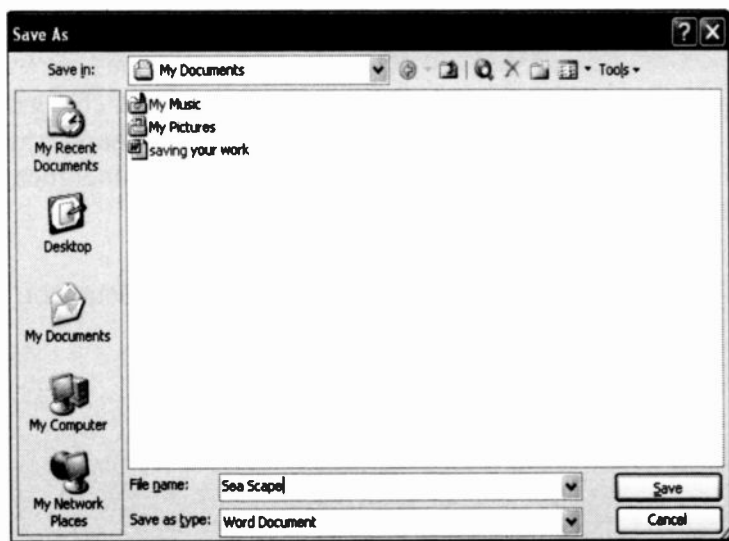 Save As
Save in: My Documents Tools
My Music
My Pictures
saving your work
My Recent
Documents
Desktop
My Documents
My Computer
My Network
Places
File name: Sea Scape Save
Save as type: Word Document Cancel